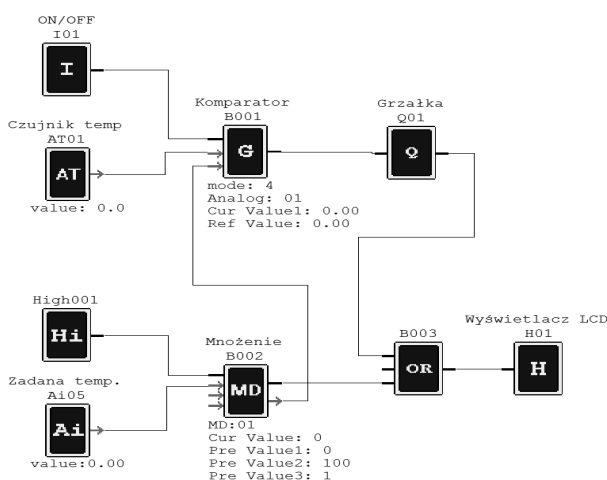 ON/OFF
I01
I
Czujnik temp
AT01
AT
value: 0.0
Komparator
B001
G
mode: 4
Analog: 01
Cur Value1: 0.00
Ref Value: 0.00
Grzałka
Q01
Q
High001
Hi
Zadana temp.
Ai05
Ai
value:0.00
Mnożenie
B002
MD
MD:01
Cur Value: 0
Pre Value1: 0
Pre Value2: 100
Pre Value3: 1
B003
OR
Wyświetlacz LCD
H01
H